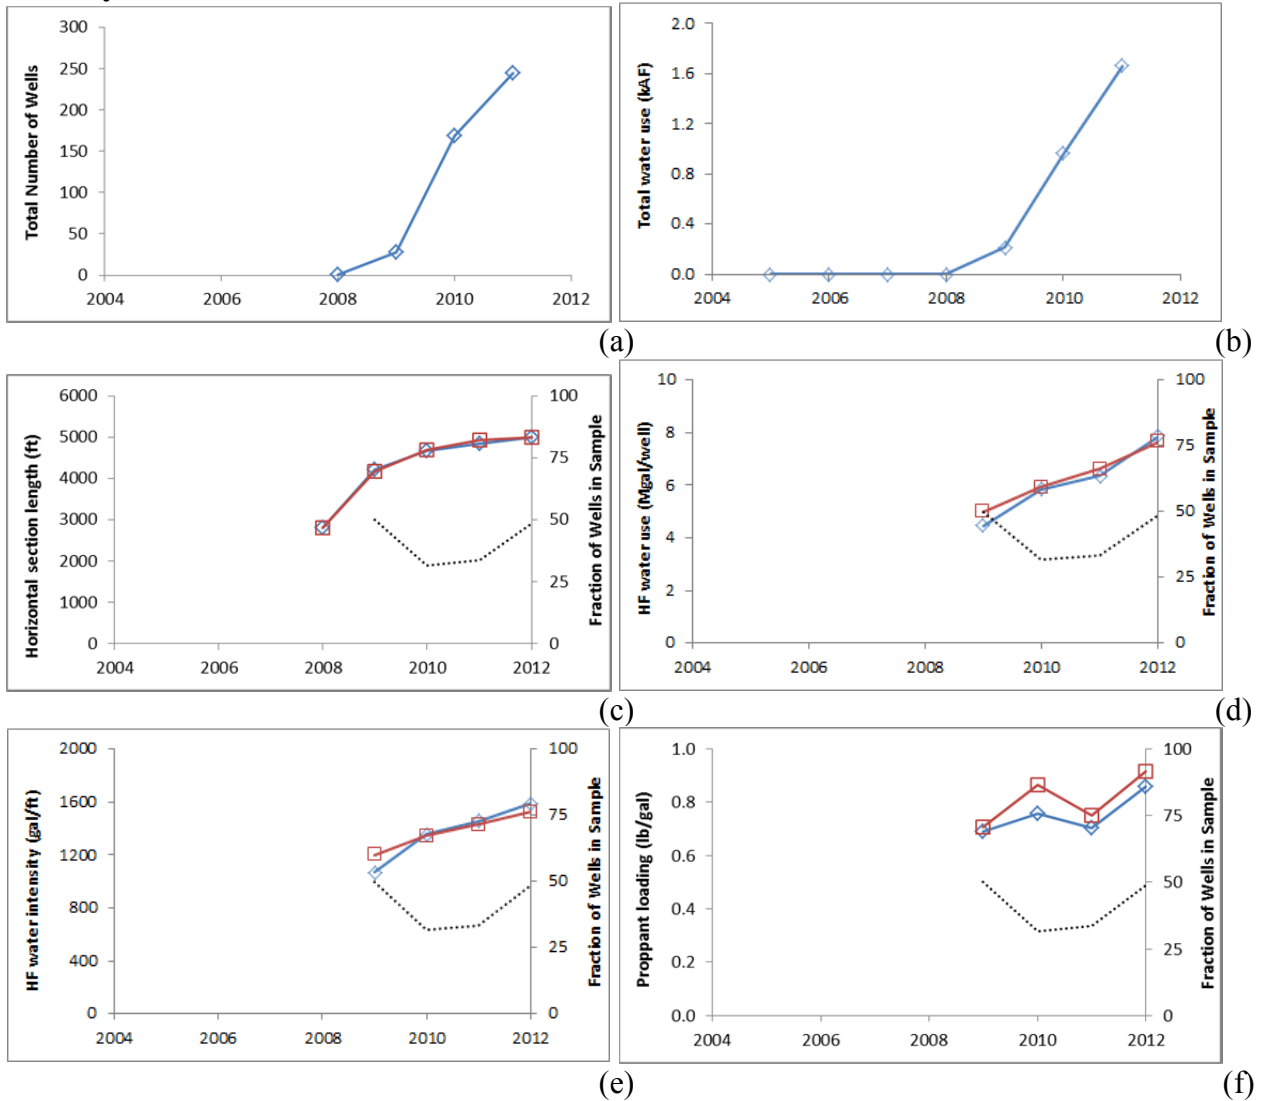 Total Number of Wells
300
250
200
150
100
50
0
2004 2006 2008 2010 2012
(a)
Total water use (kAF)
2.0
1.6
1.2
0.8
0.4
0.0
2004 2006 2008 2010 2012
(b)
Horizontal section length (ft)
6000
5000
4000
3000
2000
1000
0
2004 2006 2008 2010 2012
100
75
50
25
0
Fraction of Wells in Sample
(c)
HF water use (Mgal/well)
10
8
6
4
2
0
2004 2006 2008 2010 2012
100
75
50
25
0
Fraction of Wells in Sample
(d)
HF water intensity (gal/ft)
2000
1600
1200
800
400
0
2004 2006 2008 2010 2012
100
75
50
25
0
Fraction of Wells in Sample
(e)
Proppant loading (lb/gal)
1.0
0.8
0.6
0.4
0.2
0.0
2004 2006 2008 2010 2012
100
75
50
25
0
Fraction of Wells in Sample
(f)